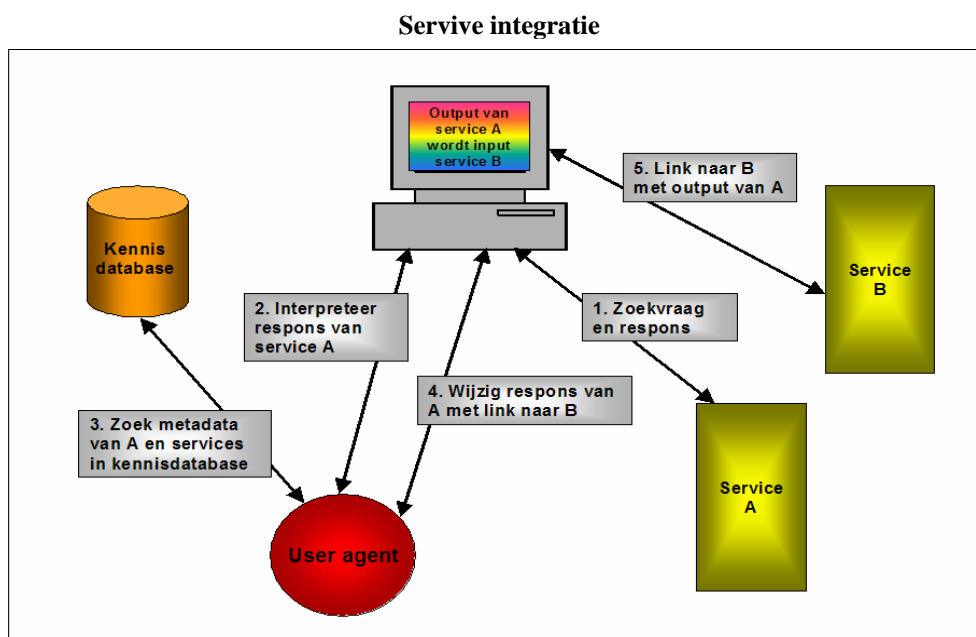 Servive integratie
Output van
service A
wordt input
service B
5. Link naar B
met output van A
Kennis
database
Service
B
2. Interpreteer
respons van
service A
1. Zoekvraag
en respons
4. Wijzig respons van
A met link naar B
3. Zoek metadata
van A en services
in kennisdatabase
Service
A
User agent